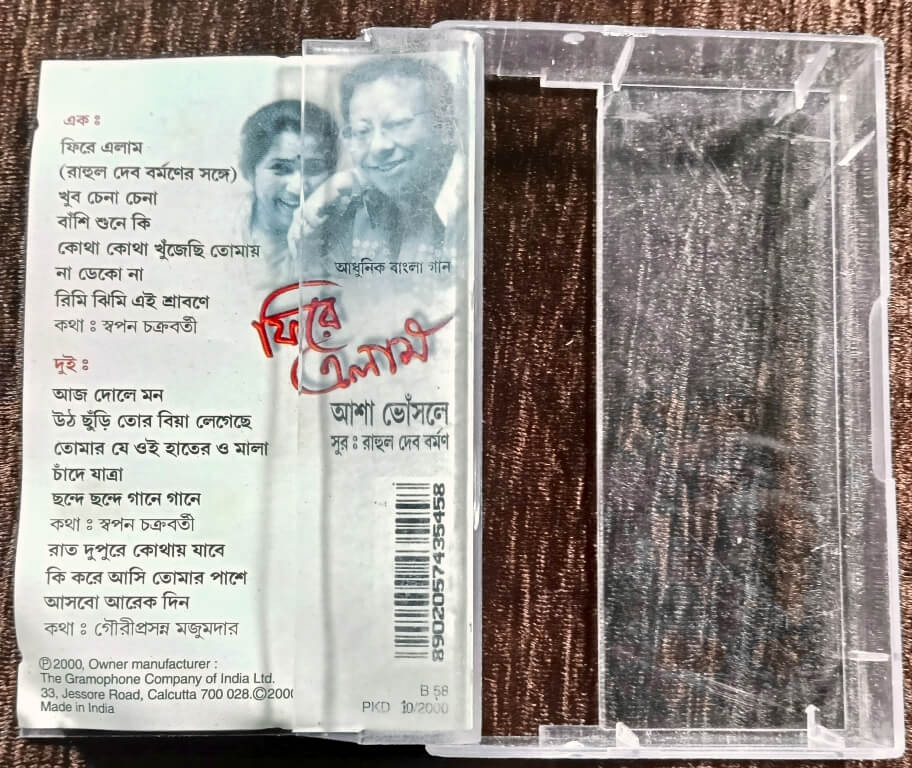 এক ঃ
ফিরে এলাম
(রাহুল দেব বর্মণের সঙ্গে)
খুব চেনা চেনা
বাঁশি শুনে কি
কোথা কোথা খুঁজেছি তোমায়
না ডেকো না
রিমি ঝিমি এই শ্রাবণে
কথা ঃ স্বপন চক্রবর্তী
দুই ঃ
আজ দোলে মন
উঠ ছুঁড়ি তোর বিয়া লেগেছে
তোমার যে ওই হাতের ও মালা
চাঁদে যাত্রা
ছন্দে ছন্দে গানে গানে
কথা ঃ স্বপন চক্রবর্তী
রাত দুপুরে কোথায় যাবে
কি করে আসি তোমার পাশে
আসবো আরেক দিন
কথা ঃ গৌরীপ্রসন্ন মজুমদার
Ⓟ2000, Owner manufacturer :
The Gramophone Company of India Ltd.
33, Jessore Road, Calcutta 700 028.©2000
Made in India
আধুনিক বাংলা গান
ফিরে
এলাম
আশা ভোঁসলে
সুর ঃ রাহুল দেব বর্মণ
8902057435458
B 58
PKD 10/2000